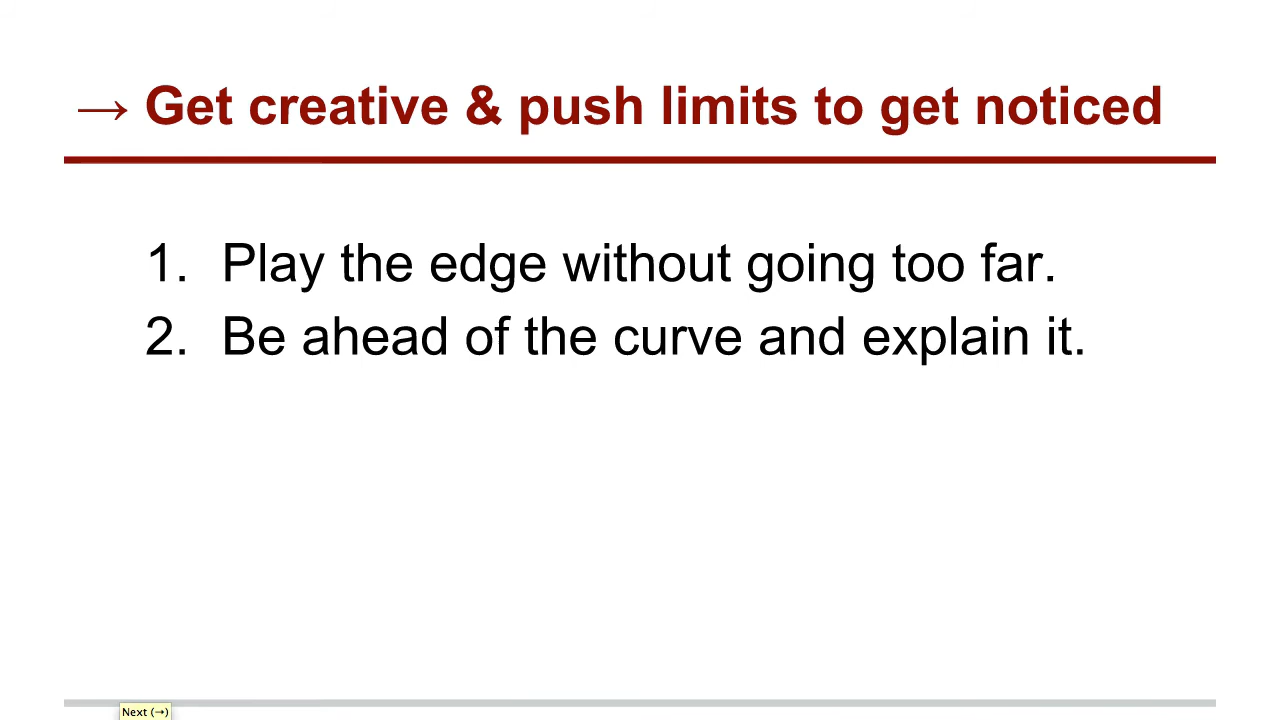 → Get creative & push limits to get noticed
1. Play the edge without going too far.
2. Be ahead of the curve and explain it.
Next (→)